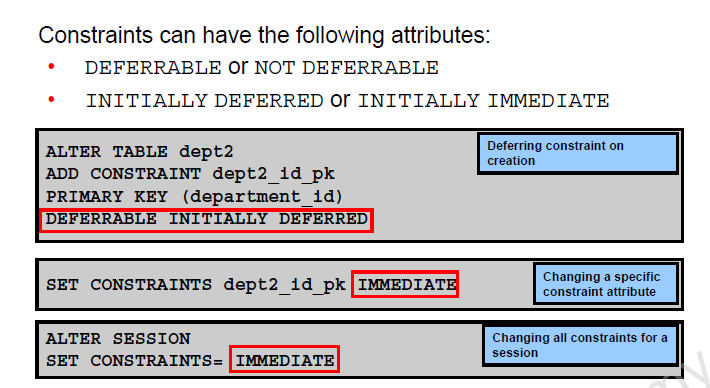 Constraints can have the following attributes:
• DEFERRABLE or NOT DEFERRABLE
• INITIALLY DEFERRED or INITIALLY IMMEDIATE
ALTER TABLE dept2
ADD CONSTRAINT dept2_id_pk
PRIMARY KEY (department_id)
DEFERRABLE INITIALLY DEFERRED
Deferring constraint on
creation
SET CONSTRAINTS dept2_id_pk IMMEDIATE
Changing a specific
constraint attribute
ALTER SESSION
SET CONSTRAINTS= IMMEDIATE
Changing all constraints for a
session
my